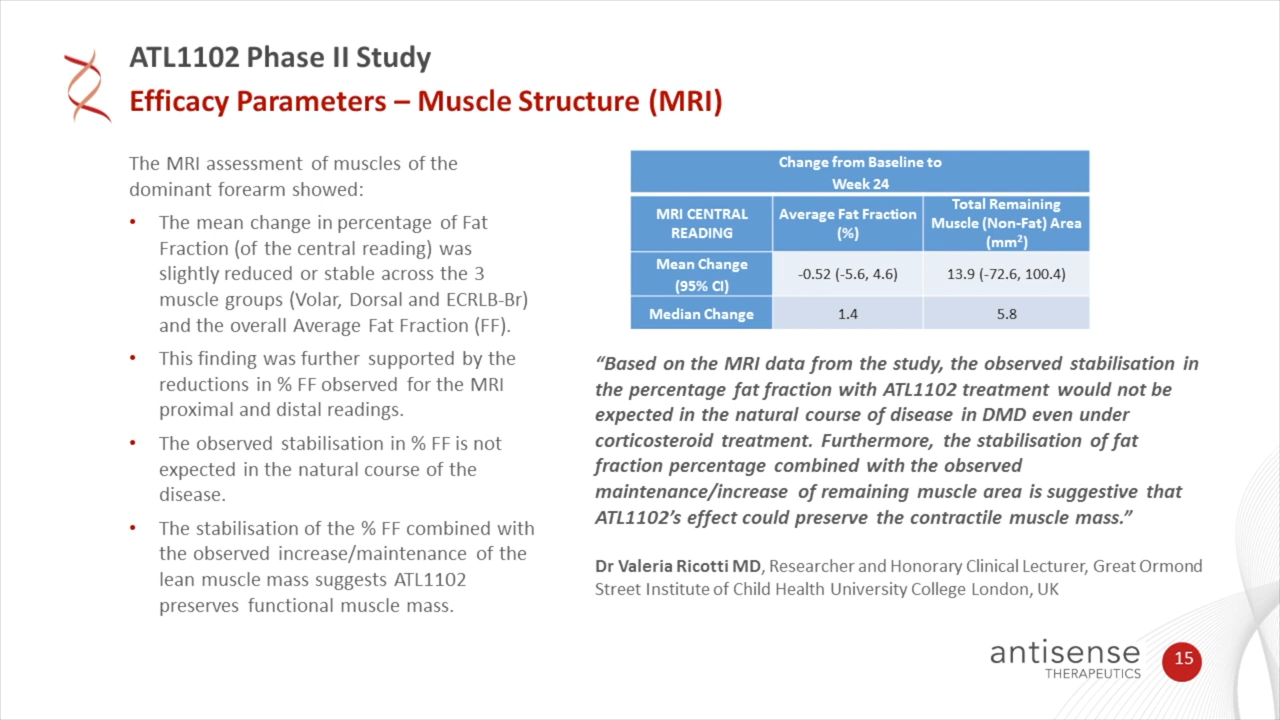 ATL1102 Phase II Study
Efficacy Parameters – Muscle Structure (MRI)
The MRI assessment of muscles of the
dominant forearm showed:
• The mean change in percentage of Fat
Fraction (of the central reading) was
slightly reduced or stable across the 3
muscle groups (Volar, Dorsal and ECRLB-Br)
and the overall Average Fat Fraction (FF).
• This finding was further supported by the
reductions in % FF observed for the MRI
proximal and distal readings.
• The observed stabilisation in % FF is not
expected in the natural course of the
disease.
• The stabilisation of the % FF combined with
the observed increase/maintenance of the
lean muscle mass suggests ATL1102
preserves functional muscle mass.
Change from Baseline to
Week 24
MRI CENTRAL
READING
Average Fat Fraction
(%)
Total Remaining
Muscle (Non-Fat) Area
(mm²)
Mean Change
(95% CI)
-0.52 (-5.6, 4.6)
13.9 (-72.6, 100.4)
Median Change
1.4
5.8
“Based on the MRI data from the study, the observed stabilisation in
the percentage fat fraction with ATL1102 treatment would not be
expected in the natural course of disease in DMD even under
corticosteroid treatment. Furthermore, the stabilisation of fat
fraction percentage combined with the observed
maintenance/increase of remaining muscle area is suggestive that
ATL1102’s effect could preserve the contractile muscle mass.”
Dr Valeria Ricotti MD, Researcher and Honorary Clinical Lecturer, Great Ormond
Street Institute of Child Health University College London, UK
antisense
THERAPEUTICS
15